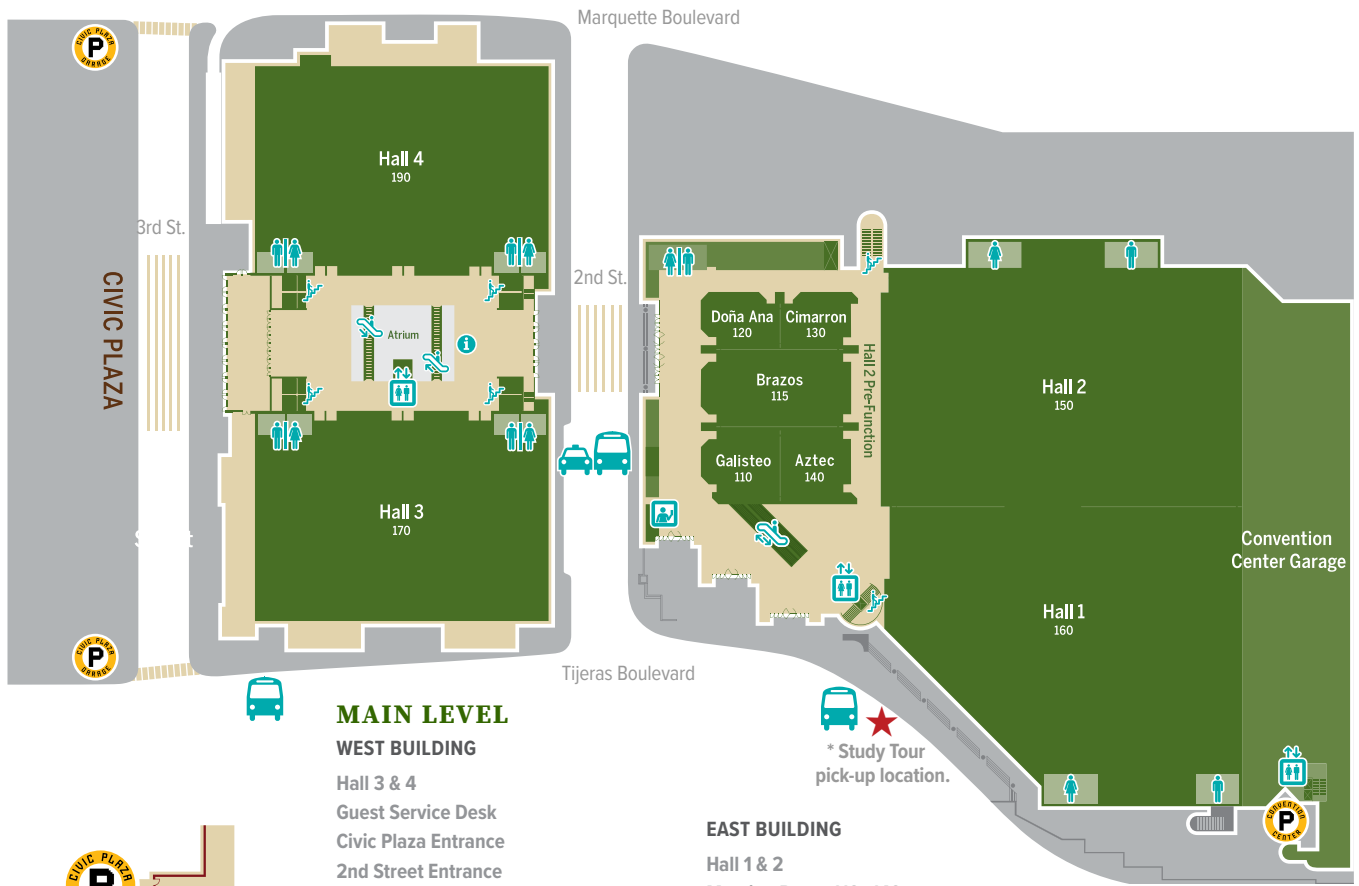 Marquette Boulevard
CIVIC PLAZA
P
GARAGE
Hall 4
190
3rd St.
2nd St.
CIVIC PLAZA
Atrium
Doña Ana
120
Cimarron
130
Brazos
115
Hall 2 Pre-Function
Hall 2
150
Galisteo
110
Aztec
140
Hall 3
170
Convention
Center Garage
Hall 1
160
CIVIC PLAZA
P
GARAGE
Tijeras Boulevard
* Study Tour
pick-up location.
MAIN LEVEL
WEST BUILDING
Hall 3 & 4
Guest Service Desk
Civic Plaza Entrance
2nd Street Entrance
EAST BUILDING
Hall 1 & 2
CONVENTION
P
CENTER
CIVIC PLAZA
P